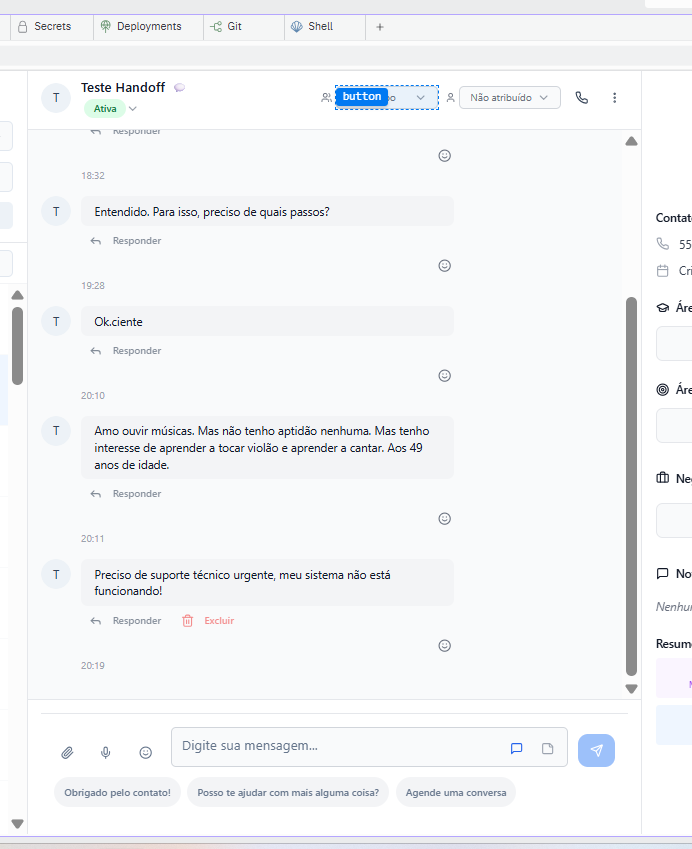 Secrets
Deployments
Git
Shell
+
T
Teste Handoff
Ativa
button
Não atribuído
Responder
18:32
T
Entendido. Para isso, preciso de quais passos?
Responder
19:28
T
Ok.ciente
Responder
20:10
T
Amo ouvir músicas. Mas não tenho aptidão nenhuma. Mas tenho
interesse de aprender a tocar violão e aprender a cantar. Aos 49
anos de idade.
Responder
20:11
T
Preciso de suporte técnico urgente, meu sistema não está
funcionando!
Responder
Excluir
20:19
Digite sua mensagem...
Obrigado pelo contato!
Posso te ajudar com mais alguma coisa?
Agende uma conversa
Contat
55
Cri
Áre
Áre
Neg
Not
Nenhu
Resum